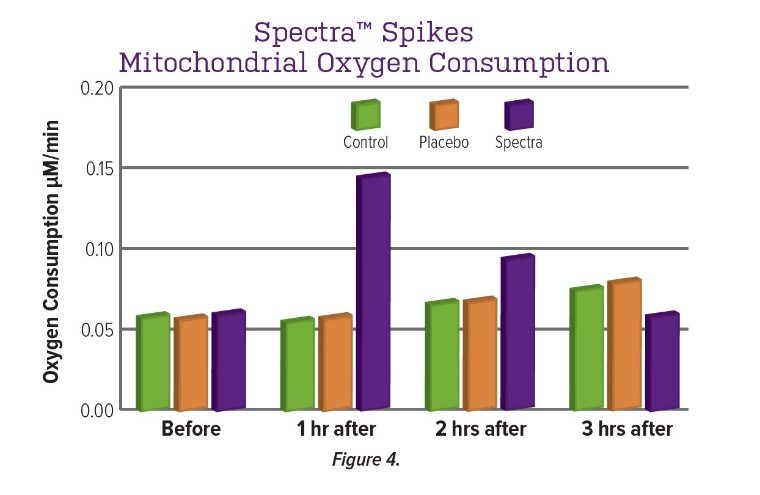 Spectra™ Spikes
Mitochondrial Oxygen Consumption
Oxygen Consumption µM/min
0.20
0.15
0.10
0.05
0.00
Control Placebo Spectra
Before 1 hr after 2 hrs after 3 hrs after
Figure 4.